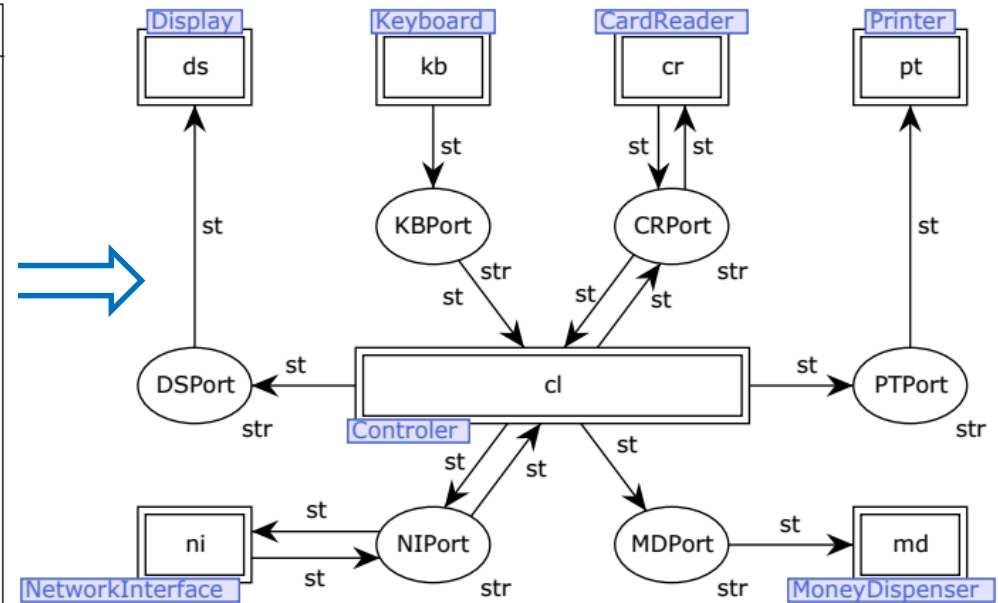 Display
Keyboard
CardReader
Printer
ds
kb
cr
pt
st
st
st
st
st
KBPort
CRPort
str
str
st
st
st
DSPort
st
cl
st
PTPort
str
Controler
str
st
st
st
ni
st
NIPort
MDPort
st
md
st
NetworkInterface
str
str
MoneyDispenser